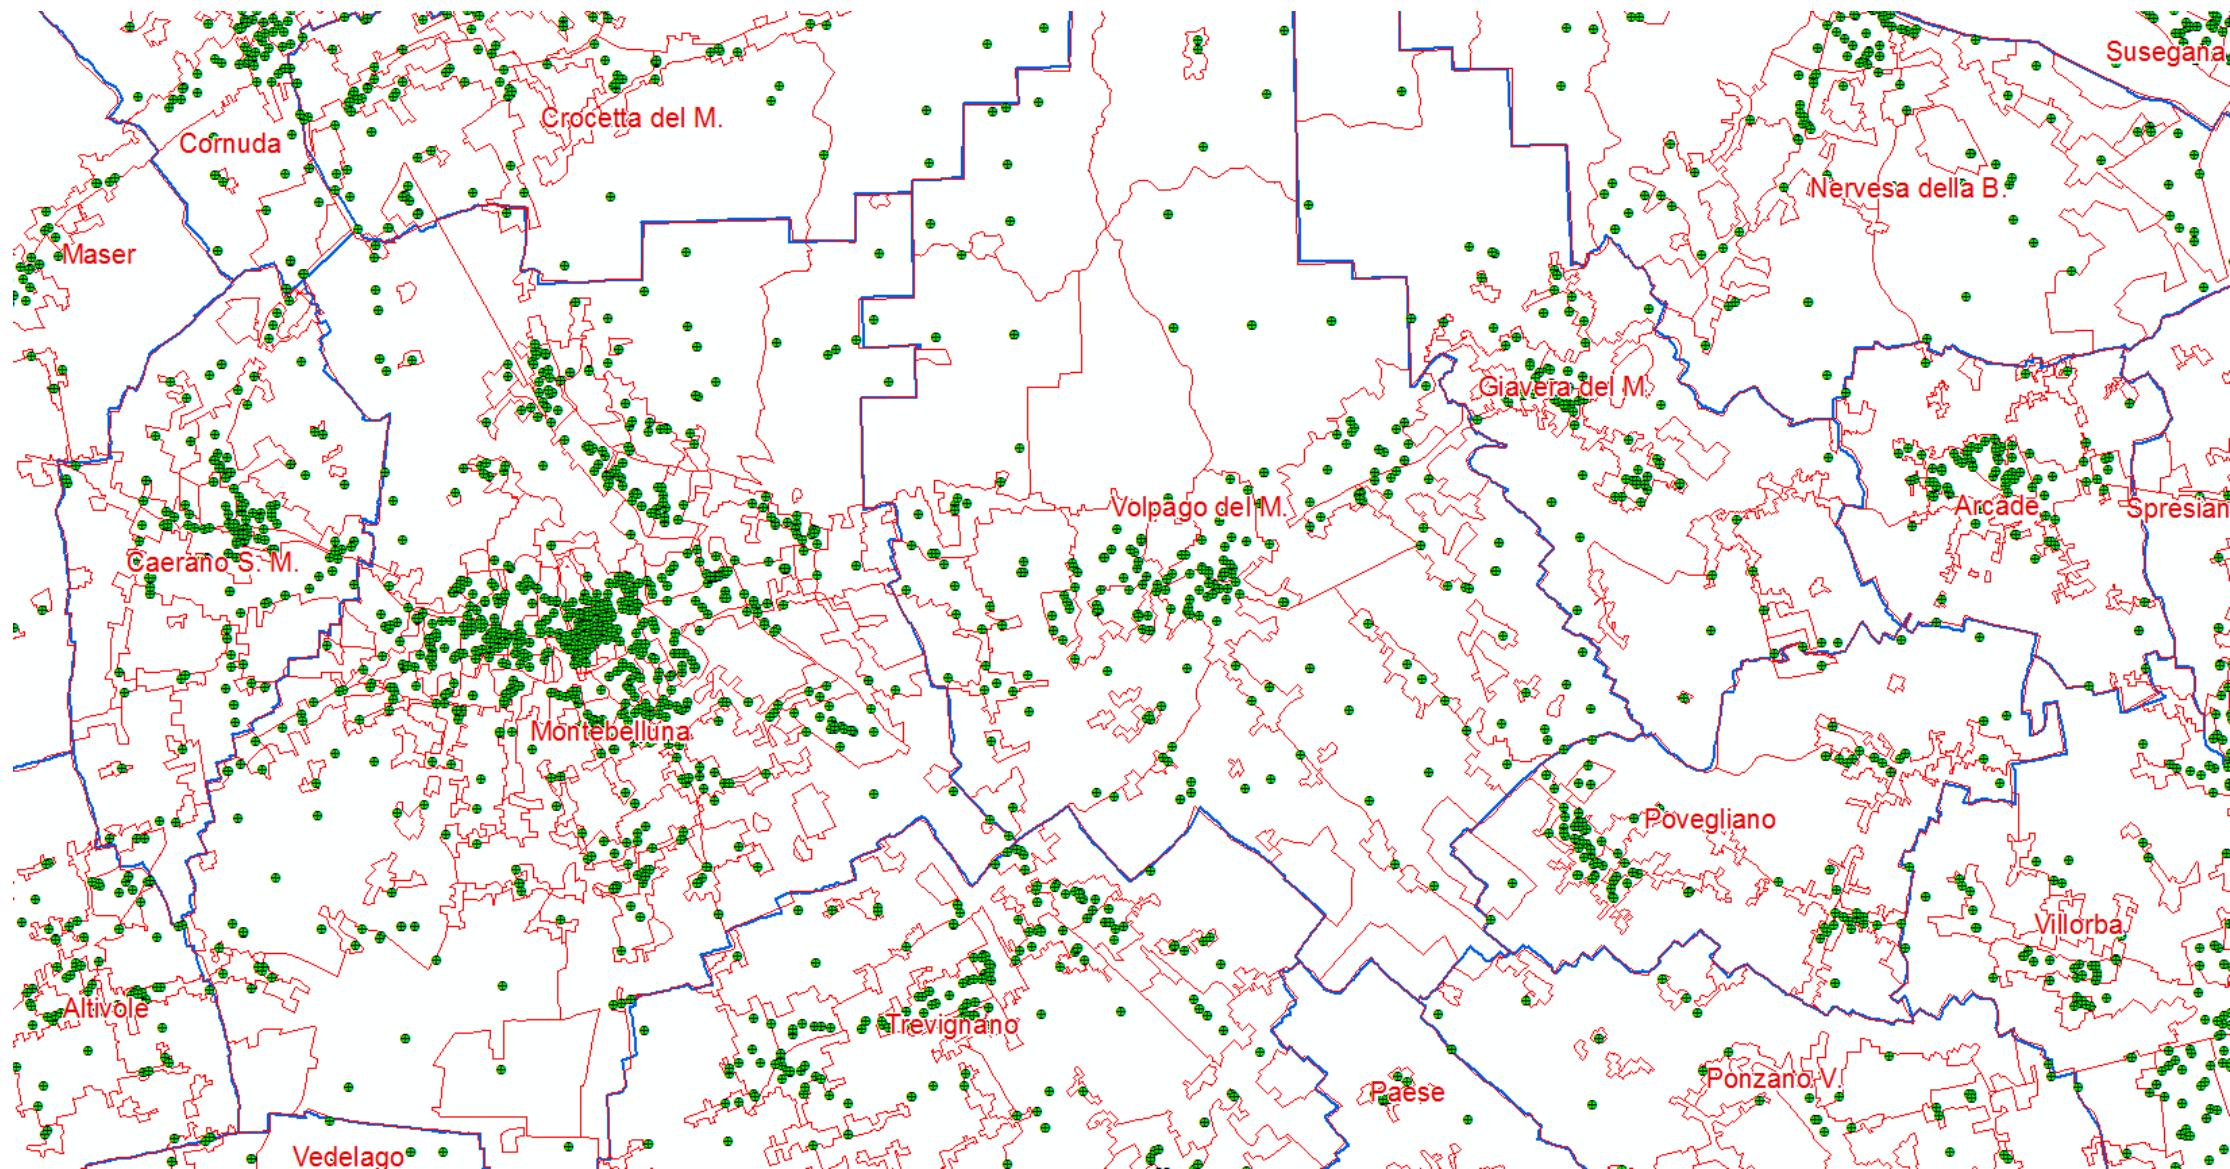 Susegana
Crocetta del M.
Cornuda
Nervesa della B.
Maser
Giavera del M.
Volpago del M.
Arcade
Spresian
Caerano S. M.
Montebelluna
Povegliano
Villorba
Altivole
Trevignano
Ponzano V.
Paese
Vedelago